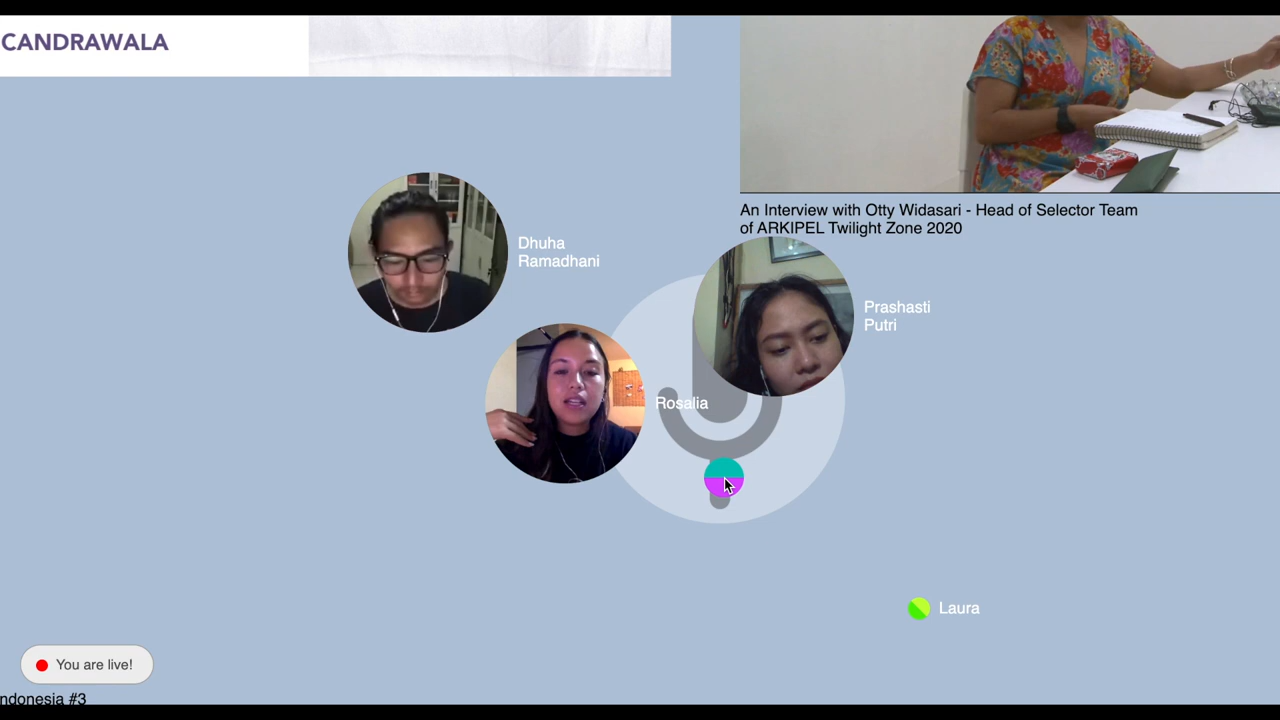 CANDRAWALA
An Interview with Otty Widasari - Head of Selector Team
of ARKIPEL Twilight Zone 2020
Dhuha
Ramadhani
Prashasti
Putri
Rosalia
Laura
You are live!
ndonesia #3